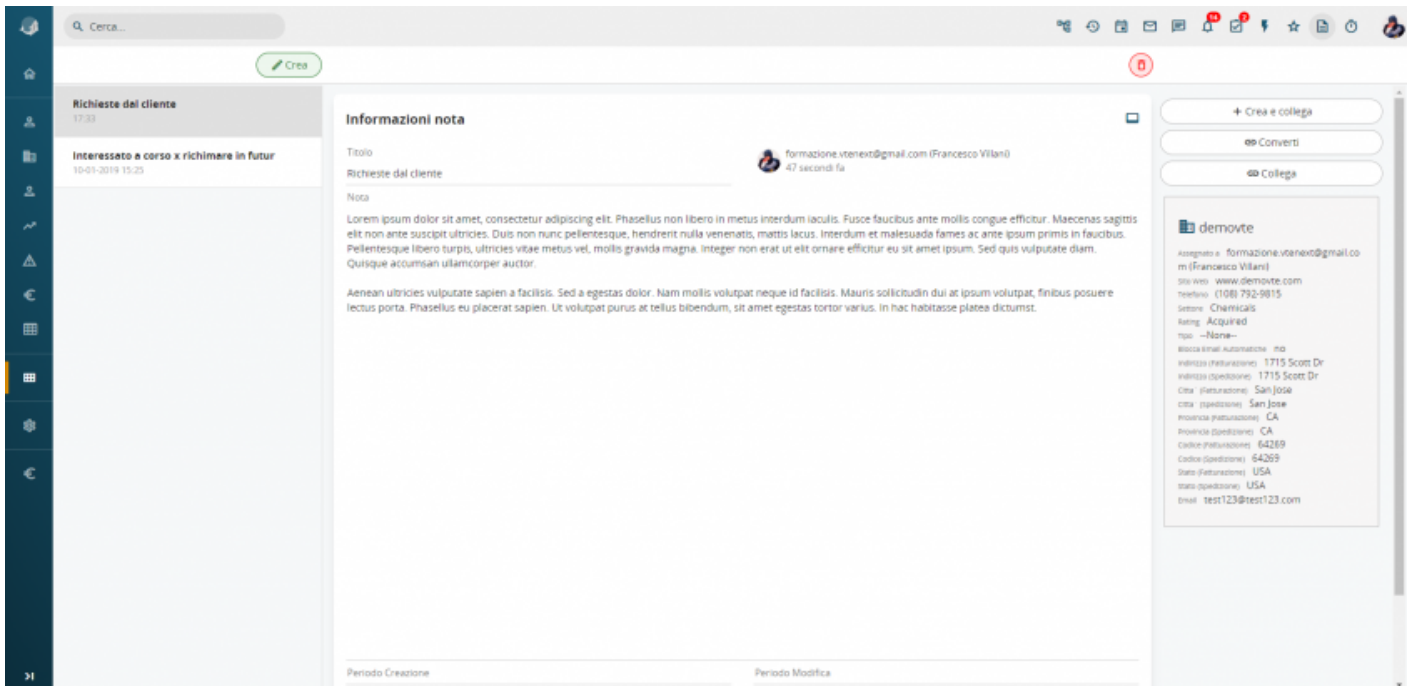 Cerca...
14
2
Crea
Richieste dal cliente
17:33
Interessato a corso x richimare in futur
10-01-2019 15:25
Informazioni nota
Titolo
Richieste dal cliente
formazione.vtenext@gmail.com (Francesco Villani)
47 secondi fa
Nota
Lorem ipsum dolor sit amet, consectetur adipiscing elit. Phasellus non libero in metus interdum iaculis. Fusce faucibus ante mollis congue efficitur. Maecenas sagittis
elit non ante suscipit ultricies. Duis non nunc pellentesque, hendrerit nulla venenatis, mattis lacus. Interdum et malesuada fames ac ante ipsum primis in faucibus.
Pellentesque libero turpis, ultricies vitae metus vel, mollis gravida magna. Integer non erat ut elit ornare efficitur eu sit amet ipsum. Sed quis vulputate diam.
Quisque accumsan ullamcorper auctor.
Aenean ultricies vulputate sapien a facilisis. Sed a egestas dolor. Nam mollis volutpat neque id facilisis. Mauris sollicitudin dui at ipsum volutpat, finibus posuere
lectus porta. Phasellus eu placerat sapien. Ut volutpat purus at tellus bibendum, sit amet egestas tortor varius. In hac habitasse platea dictumst.
Periodo Creazione
Periodo Modifica
+ Crea e collega
Converti
Collega
demovte
Assegnato a formazione.vtenext@gmail.co
m (Francesco Villani)
Sito Web www.demovte.com
Telefono (108) 792-9815
Settore Chemicals
Rating Acquired
Tipo --None--
Blocca Email Automatiche no
Indirizzo (Fatturazione) 1715 Scott Dr
Indirizzo (Spedizione) 1715 Scott Dr
Citta` (Fatturazione) San Jose
Citta` (Spedizione) San Jose
Provincia (Fatturazione) CA
Provincia (Spedizione) CA
Codice (Fatturazione) 64269
Codice (Spedizione) 64269
Stato (Fatturazione) USA
Stato (Spedizione) USA
Email test123@test123.com